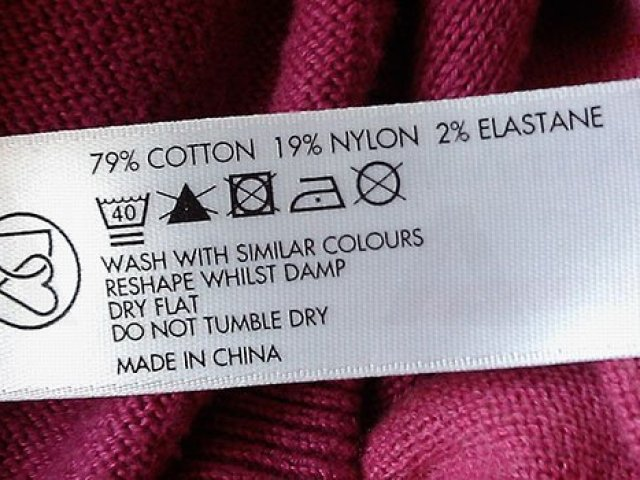 79% COTTON 19% NYLON 2% ELASTANE
40
WASH WITH SIMILAR COLOURS
RESHAPE WHILST DAMP
DRY FLAT
DO NOT TUMBLE DRY
MADE IN CHINA